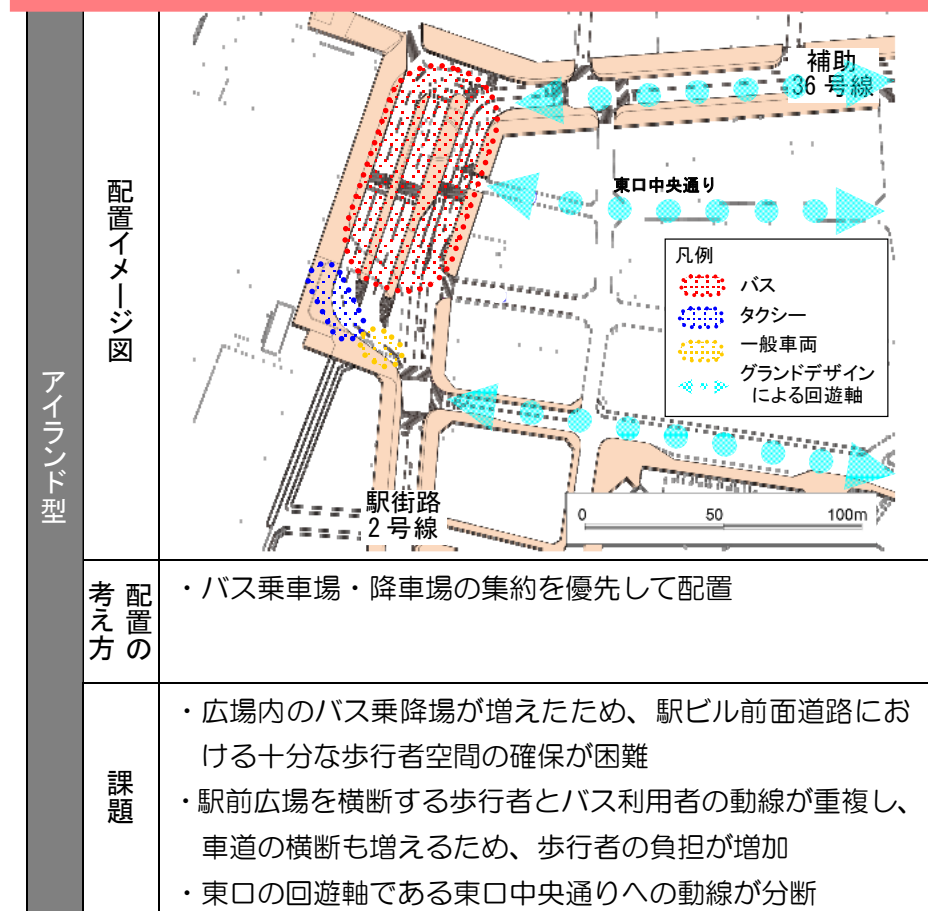 アイランド型
配置イメージ図
補助
36 号線
東口中央通り
凡例
バス
タクシー
一般車両
グランドデザイン
による回遊軸
駅街路
2 号線
0 50 100m
配置の
考え方
・バス乗車場・降車場の集約を優先して配置
課題
・広場内のバス乗降場が増えたため、駅ビル前面道路にお
ける十分な歩行者空間の確保が困難
・駅前広場を横断する歩行者とバス利用者の動線が重複し、
車道の横断も増えるため、歩行者の負担が増加
・東口の回遊軸である東口中央通りへの動線が分断